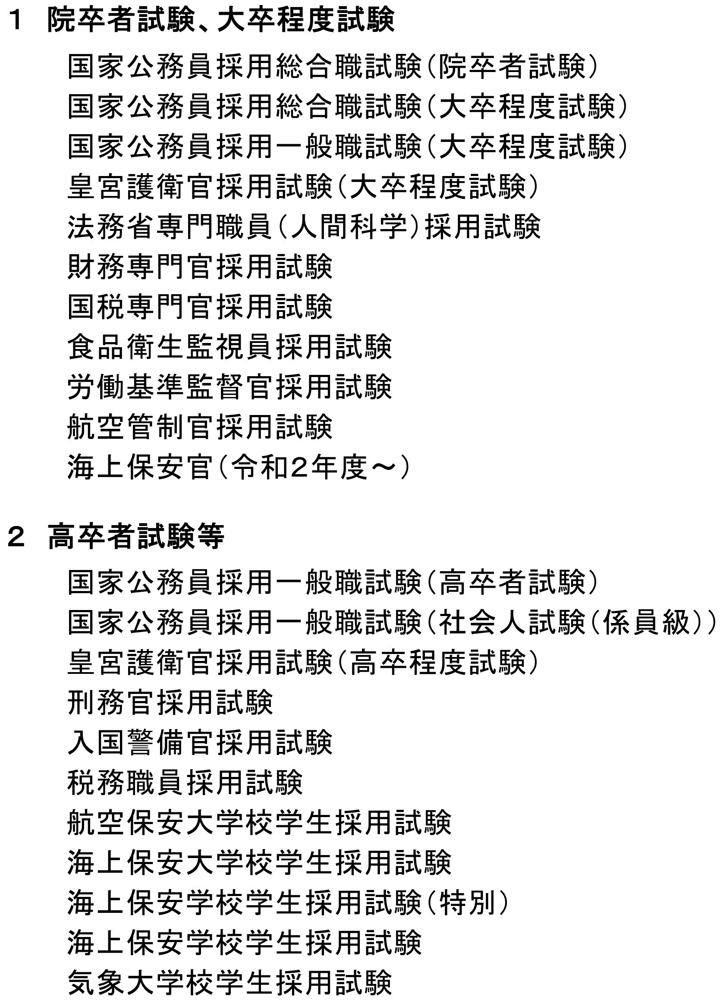 １　院卒者試験、大卒程度試験
国家公務員採用総合職試験（院卒者試験）
国家公務員採用総合職試験（大卒程度試験）
国家公務員採用一般職試験（大卒程度試験）
皇宮護衛官採用試験（大卒程度試験）
法務省専門職員（人間科学）採用試験
財務専門官採用試験
国税専門官採用試験
食品衛生監視員採用試験
労働基準監督官採用試験
航空管制官採用試験
海上保安官（令和２年度～）
２　高卒者試験等
国家公務員採用一般職試験（高卒者試験）
国家公務員採用一般職試験（社会人試験（係員級））
皇宮護衛官採用試験（高卒程度試験）
刑務官採用試験
入国警備官採用試験
税務職員採用試験
航空保安大学校学生採用試験
海上保安大学校学生採用試験
海上保安学校学生採用試験（特別）
海上保安学校学生採用試験
気象大学校学生採用試験